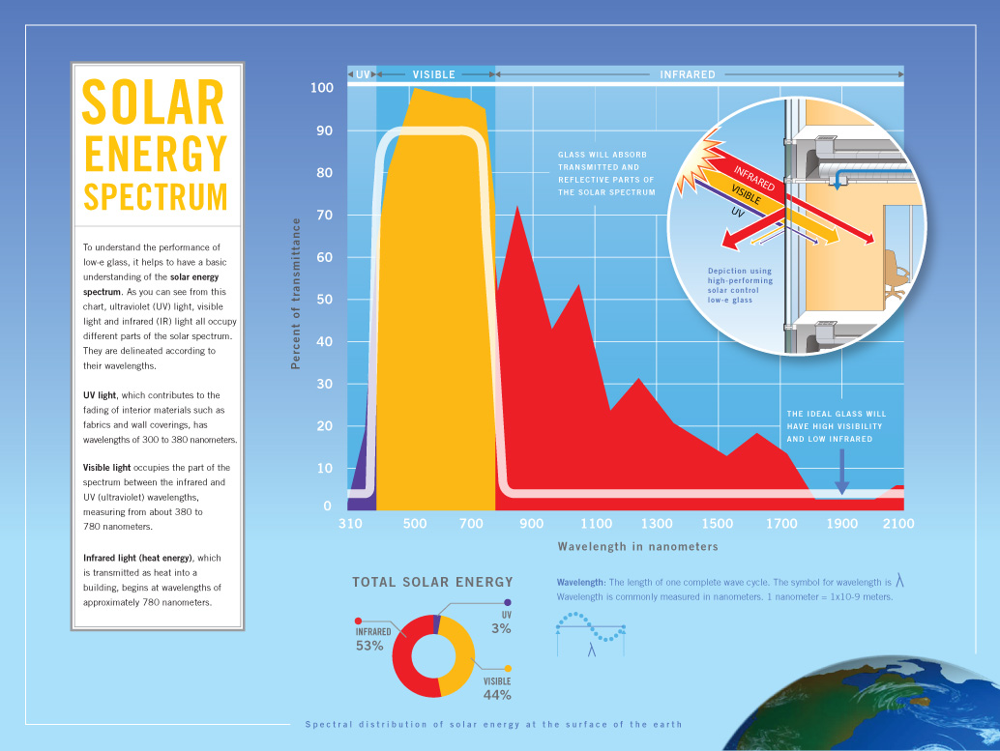 SOLAR
ENERGY
SPECTRUM
To understand the performance of
low-e glass, it helps to have a basic
understanding of the solar energy
spectrum. As you can see from this
chart, ultraviolet (UV) light, visible
light and infrared (IR) light all occupy
different parts of the solar spectrum.
They are delineated according to
their wavelengths.
UV light, which contributes to the
fading of interior materials such as
fabrics and wall coverings, has
wavelengths of 300 to 380 nanometers.
Visible light occupies the part of the
spectrum between the infrared and
UV (ultraviolet) wavelengths,
measuring from about 380 to
780 nanometers.
Infrared light (heat energy), which
is transmitted as heat into a
building, begins at wavelengths of
approximately 780 nanometers.
UV VISIBLE INFRARED
Percent of transmittance
100
90
80
70
60
50
40
30
20
10
0
310 500 700 900 1100 1300 1500 1700 1900 2100
Wavelength in nanometers
GLASS WILL ABSORB
TRANSMITTED AND
REFLECTIVE PARTS OF
THE SOLAR SPECTRUM
INFRARED
VISIBLE
UV
Depiction using
high-performing
solar control
low-e glass
THE IDEAL GLASS WILL
HAVE HIGH VISIBILITY
AND LOW INFRARED
TOTAL SOLAR ENERGY
INFRARED
53%
UV
3%
VISIBLE
44%
Wavelength: The length of one complete wave cycle. The symbol for wavelength is λ
Wavelength is commonly measured in nanometers. 1 nanometer = 1x10-9 meters.
λ
Spectral distribution of solar energy at the surface of the earth